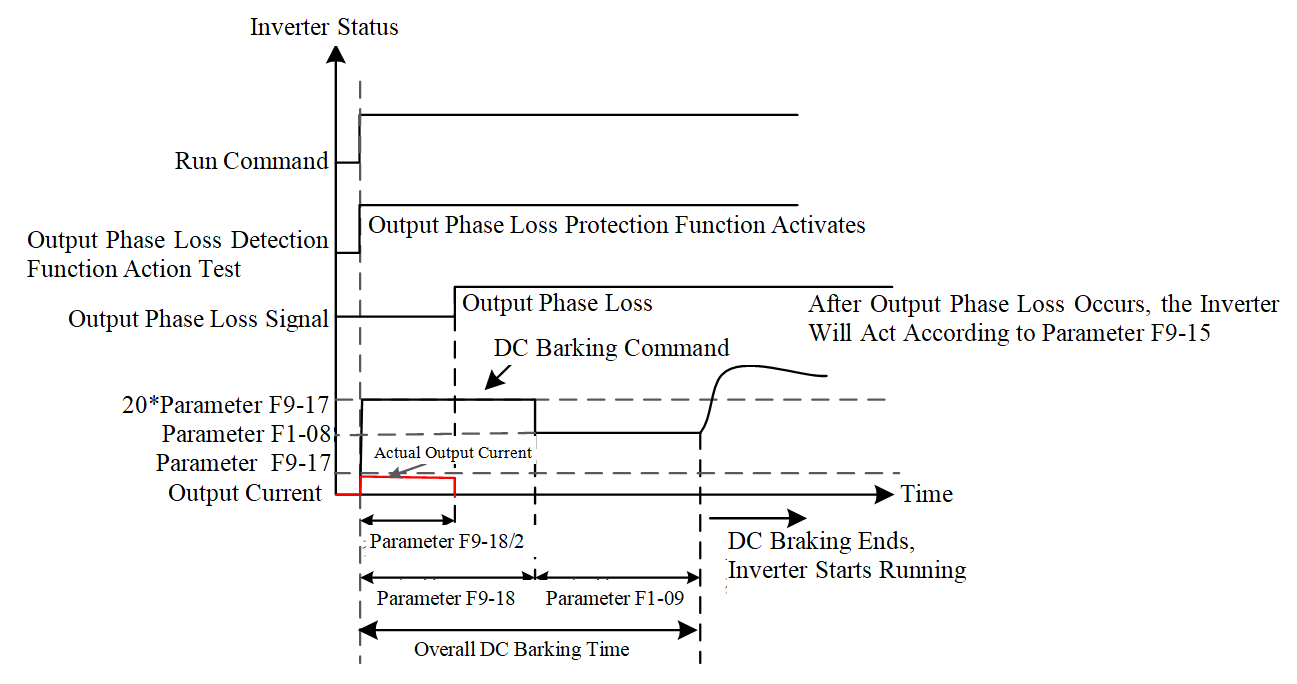 Inverter Status
Run Command
Output Phase Loss Protection Function Activates
Output Phase Loss Detection
Function Action Test
Output Phase Loss
After Output Phase Loss Occurs, the Inverter
Will Act According to Parameter F9-15
Output Phase Loss Signal
DC Barking Command
20*Parameter F9-17
Parameter F1-08
Actual Output Current
Parameter F9-17
Output Current
Time
Parameter F9-18/2
DC Braking Ends,
Inverter Starts Running
Parameter F9-18
Parameter F1-09
Overall DC Barking Time